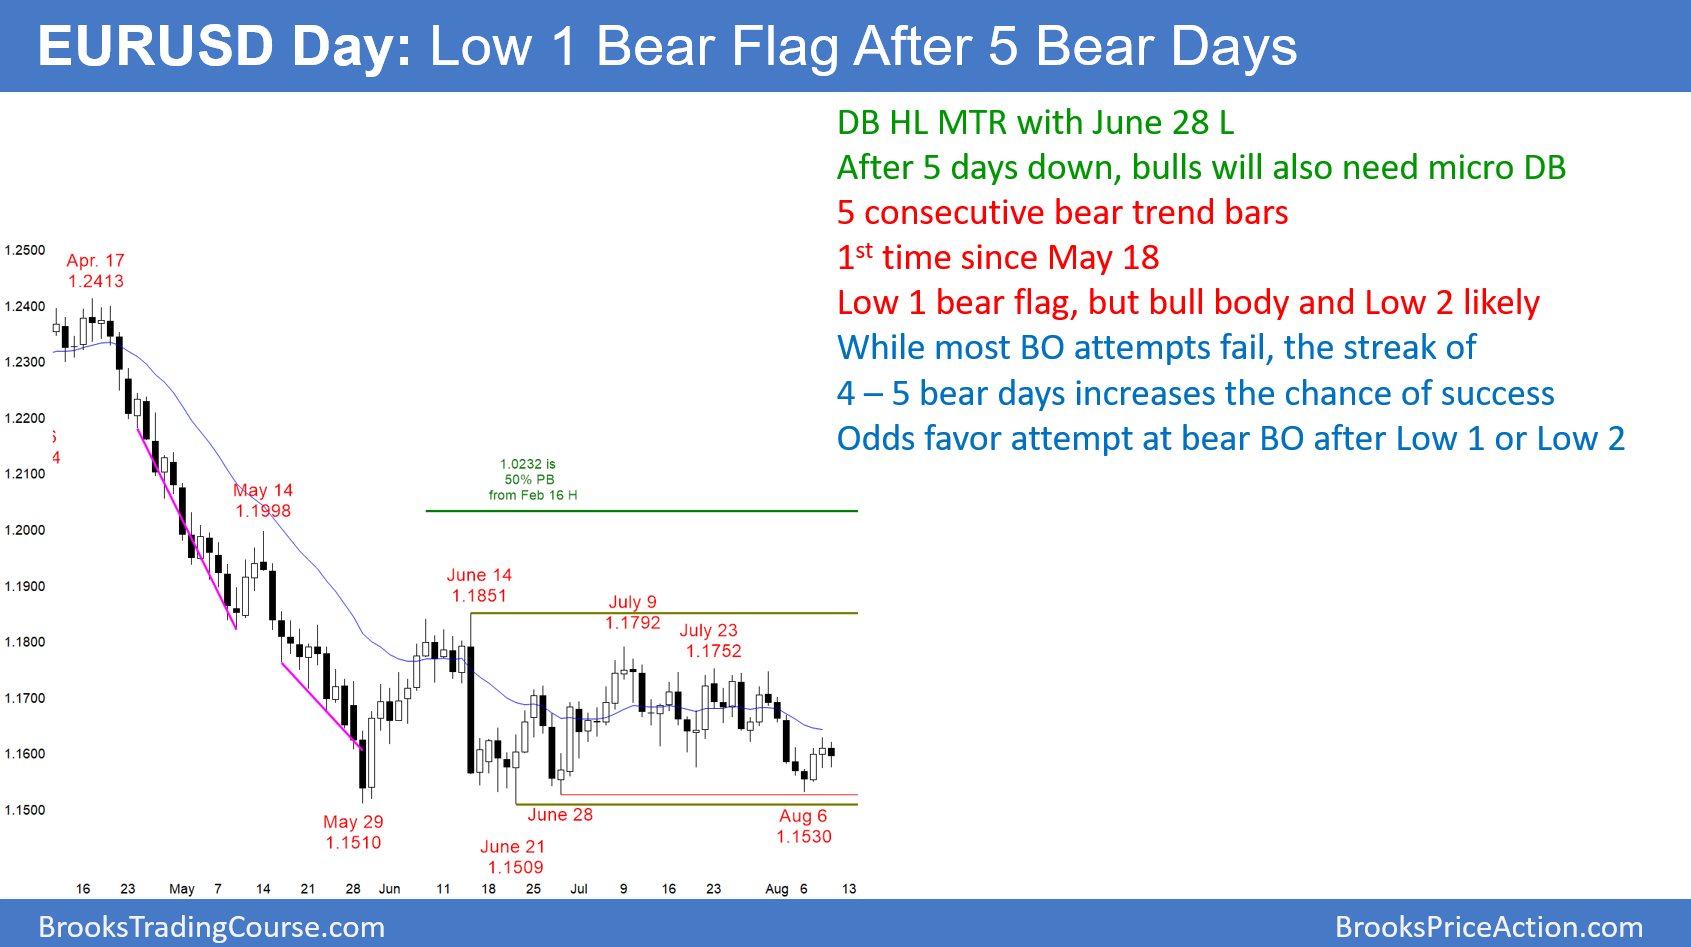 EURUSD Day: Low 1 Bear Flag After 5 Bear Days
DB HL MTR with June 28 L
After 5 days down, bulls will also need micro DB
5 consecutive bear trend bars
1st time since May 18
Low 1 bear flag, but bull body and Low 2 likely
While most BO attempts fail, the streak of
4 – 5 bear days increases the chance of success
Odds favor attempt at bear BO after Low 1 or Low 2
1.2500
1.2400
1.2300
1.2200
1.2100
1.2000
1.1900
1.1800
1.1700
1.1600
1.1500
Apr. 17
1.2413
4
May 14
1.1998
1.0232 is
50% PB
from Feb 16 H
June 14
1.1851
July 9
1.1792
July 23
1.1752
May 29
1.1510
June 28
June 21
1.1509
Aug 6
1.1530
16 23 May 7 14 21 28 Jun 11 18 25 Jul 9 16 23 Aug 6 13
BrooksTradingCourse.com
BrooksPriceAction.com